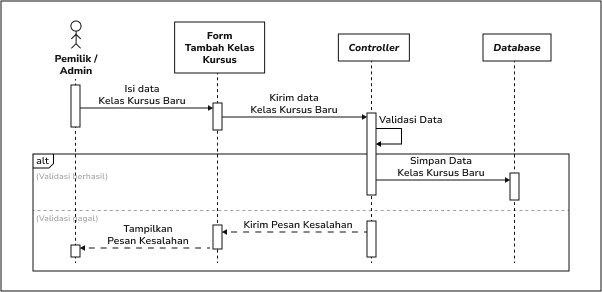 Form
Tambah Kelas
Kursus
Controller
Database
Pemilik /
Admin
Isi data
Kelas Kursus Baru
Kirim data
Kelas Kursus Baru
Validasi Data
alt
Simpan Data
Kelas Kursus Baru
(Validasi berhasil)
(Validasi gagal)
Tampilkan
Pesan Kesalahan
Kirim Pesan Kesalahan